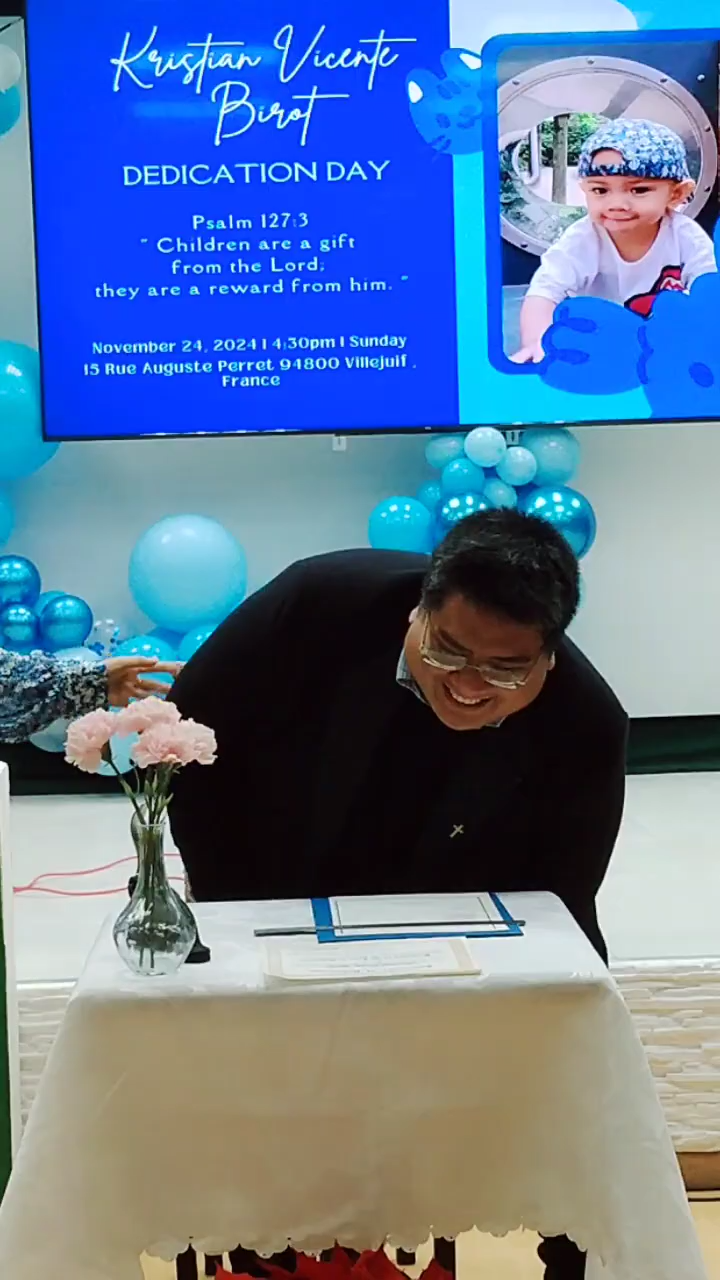 Kristian Vicente
Birot
DEDICATION DAY
Psalm 127:3
" Children are a gift
from the Lord;
they are a reward from him. "
November 24, 2024 I 4:30pm I Sunday
15 Rue Auguste Perret 94800 Villejuif .
France